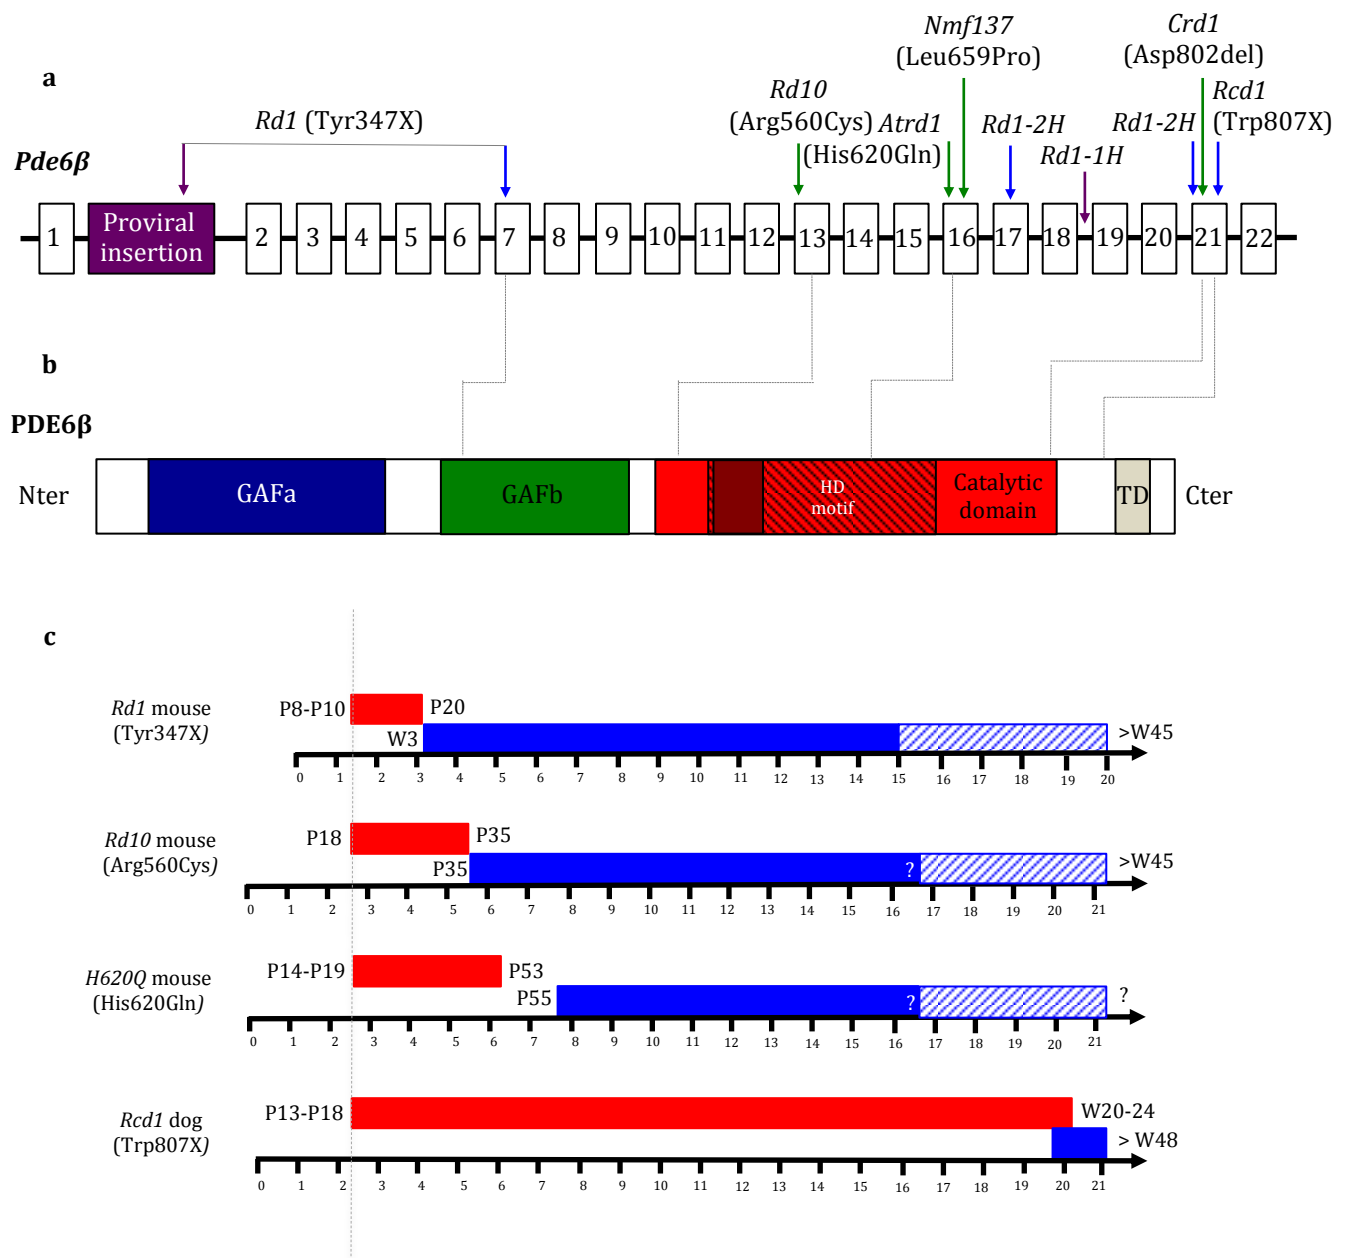 Nmf137
(Leu659Pro)
Crd1
(Asp802del)
a
Rd1 (Tyr347X)
Rd10
(Arg560Cys)
Atrd1
(His620Gln)
Rd1-2H
Rd1-1H
Rd1-2H
Rcd1
(Trp807X)
Pde6β
1
Proviral
insertion
2 3 4 5 6 7 8 9 10 11 12 13 14 15 16 17 18 19 20 21 22
b
PDE6β
Nter
GAFa
GAFb
HD
motif
Catalytic
domain
TD
Cter
c
Rd1 mouse
(Tyr347X)
P8-P10
P20
W3
>W45
0 1 2 3 4 5 6 7 8 9 10 11 12 13 14 15 16 17 18 19 20
Rd10 mouse
(Arg560Cys)
P18
P35
P35
?
>W45
0 1 2 3 4 5 6 7 8 9 10 11 12 13 14 15 16 17 18 19 20 21
H620Q mouse
(His620Gln)
P14-P19
P53
P55
?
?
0 1 2 3 4 5 6 7 8 9 10 11 12 13 14 15 16 17 18 19 20 21
Rcd1 dog
(Trp807X)
P13-P18
W20-24
> W48
0 1 2 3 4 5 6 7 8 9 10 11 12 13 14 15 16 17 18 19 20 21